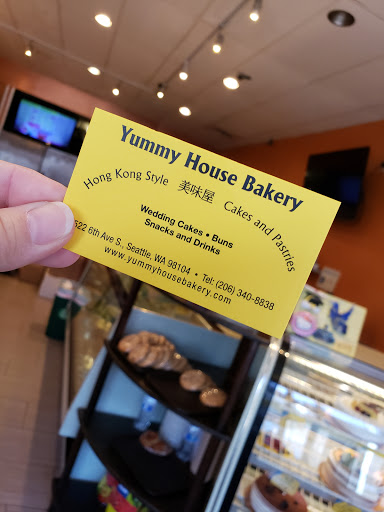 Yummy House Bakery
Hong Kong Style 美味屋 Cakes and Pastries
Wedding Cakes • Buns
Snacks and Drinks
522 6th Ave S., Seattle, WA 98104 • Tel: (206) 340-8838
www.yummyhousebakery.com